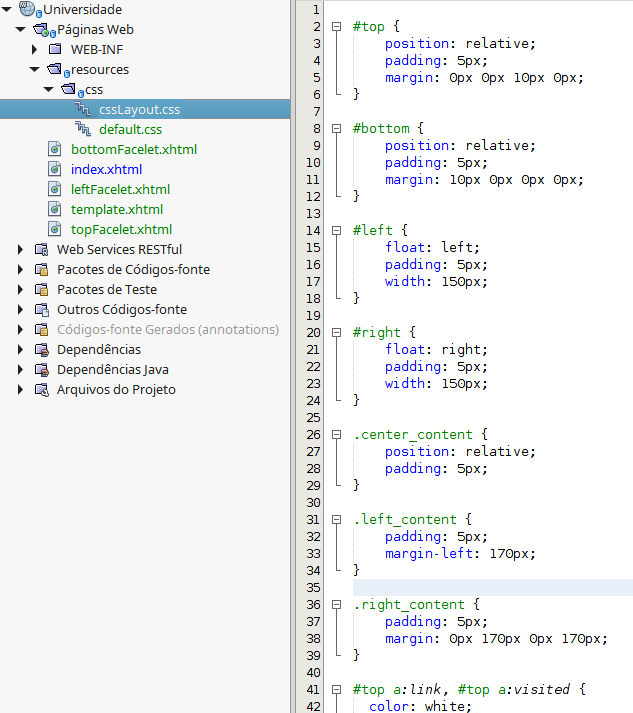 Universidade
Páginas Web
WEB-INF
resources
css
cssLayout.css
default.css
bottomFacelet.xhtml
index.xhtml
leftFacelet.xhtml
template.xhtml
topFacelet.xhtml
Web Services RESTful
Pacotes de Códigos-fonte
Pacotes de Teste
Outros Códigos-fonte
Códigos-fonte Gerados (annotations)
Dependências
Dependências Java
Arquivos do Projeto
1
2 #top {
3 position: relative;
4 padding: 5px;
5 margin: 0px 0px 10px 0px;
6 }
7
8 #bottom {
9 position: relative;
10 padding: 5px;
11 margin: 10px 0px 0px 0px;
12 }
13
14 #left {
15 float: left;
16 padding: 5px;
17 width: 150px;
18 }
19
20 #right {
21 float: right;
22 padding: 5px;
23 width: 150px;
24 }
25
26 .center_content {
27 position: relative;
28 padding: 5px;
29 }
30
31 .left_content {
32 padding: 5px;
33 margin-left: 170px;
34 }
35
36 .right_content {
37 padding: 5px;
38 margin: 0px 170px 0px 170px;
39 }
40
41 #top a:link, #top a:visited {
42 color: white;